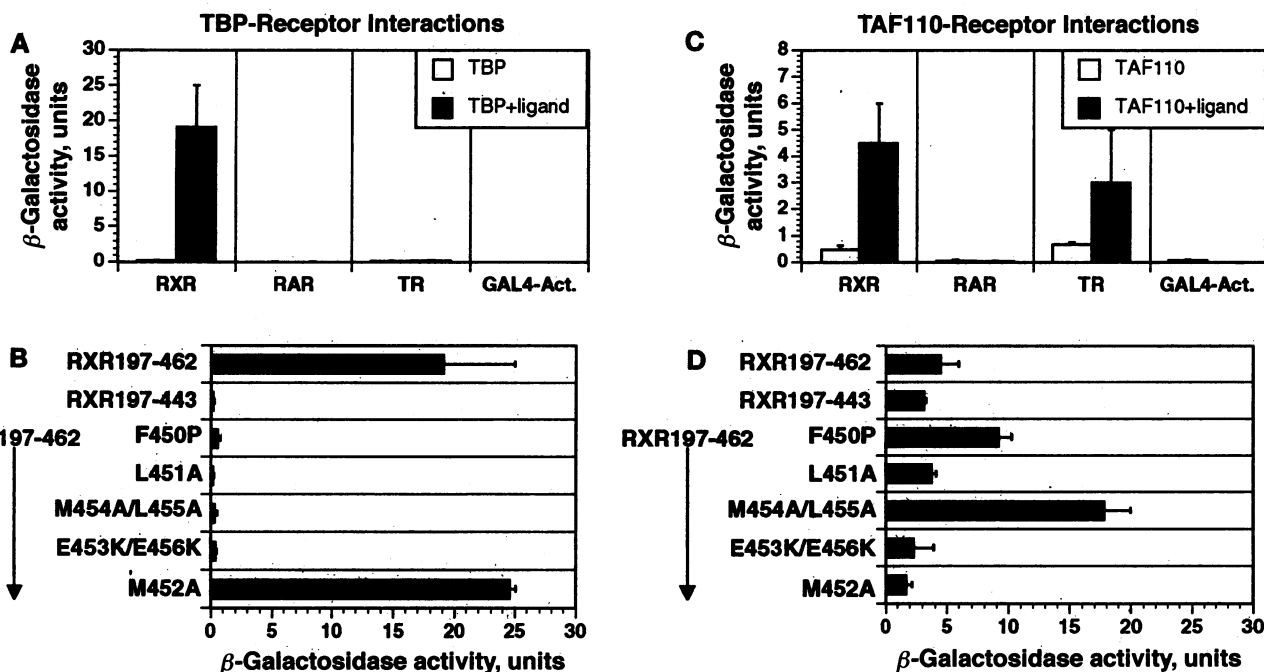 A
TBP-Receptor Interactions
β-Galactosidase activity, units
30
25
20
15
10
5
0
TBP
TBP+ligand
RXR
RAR
TR
GAL4-Act.
C
TAF110-Receptor Interactions
β-Galactosidase activity, units
8
7
6
5
4
3
2
1
0
TAF110
TAF110+ligand
RXR
RAR
TR
GAL4-Act.
B
RXR197-462
RXR197-443
197-462
F450P
L451A
M454A/L455A
E453K/E456K
M452A
0 5 10 15 20 25 30
β-Galactosidase activity, units
D
RXR197-462
RXR197-443
RXR197-462
F450P
L451A
M454A/L455A
E453K/E456K
M452A
0 5 10 15 20 25 30
β-Galactosidase activity, units